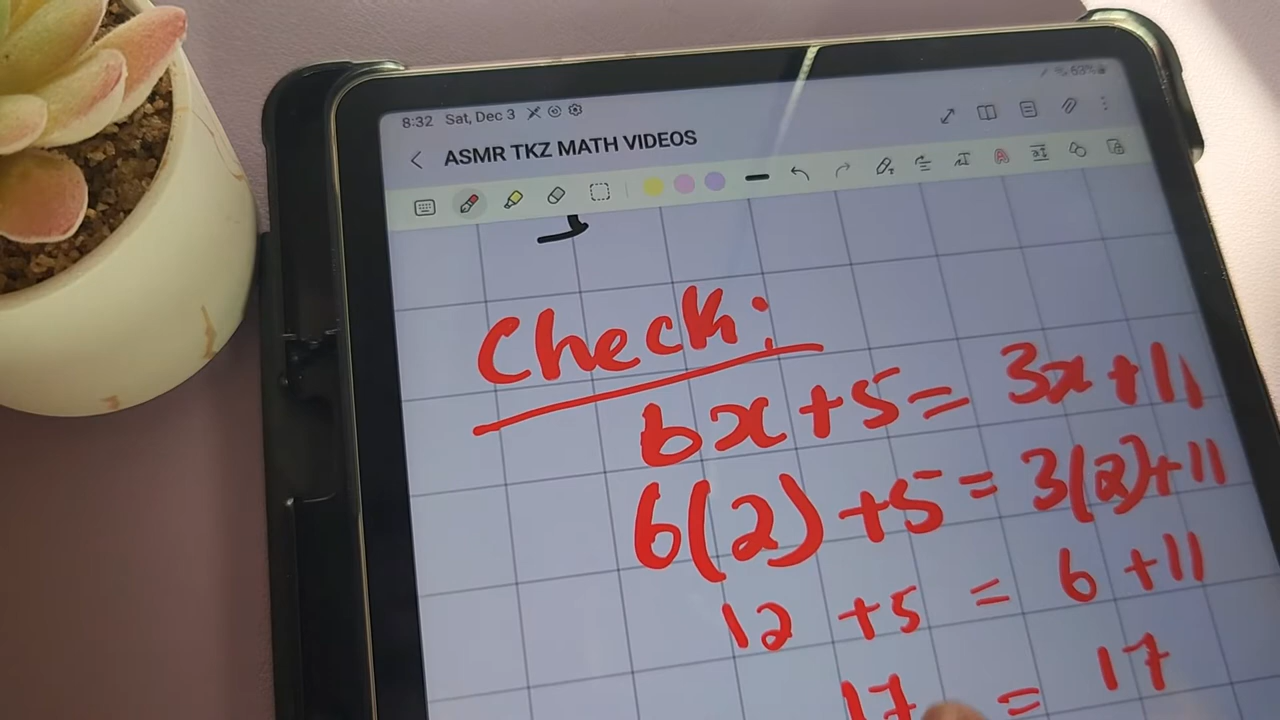 8:32 Sat, Dec 3 63%
ASMR TKZ MATH VIDEOS
Check:
6x+5=3x+11
6(2)+5=3(2)+11
12+5=6+11
17=17